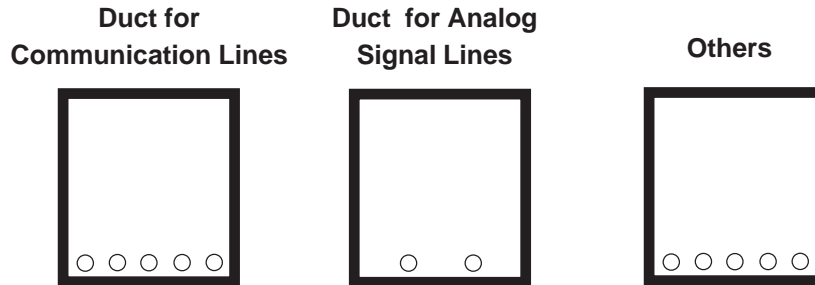 Duct for
Communication Lines
Duct for Analog
Signal Lines
Others